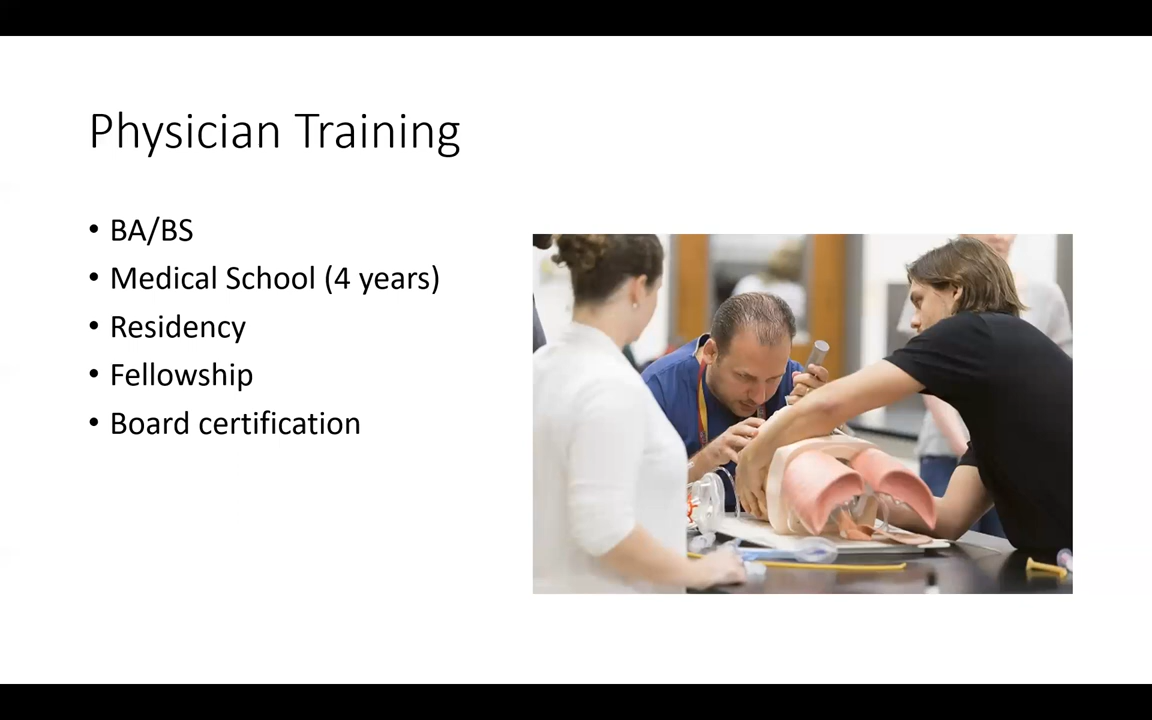 Physician Training
• BA/BS
• Medical School (4 years)
• Residency
• Fellowship
• Board certification